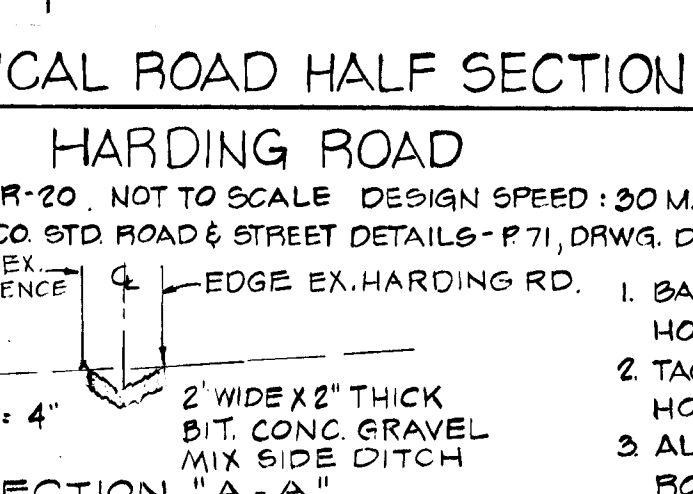 CAL ROAD HALF SECTION
HARDING ROAD
R-20. NOT TO SCALE DESIGN SPEED : 30 M.
CO. STD. ROAD & STREET DETAILS - P. 71, DRWG. D
EX.
ENCE
℄
EDGE EX. HARDING RD.
= 4"
2' WIDE X 2" THICK
BIT. CONC. GRAVEL
MIX SIDE DITCH
SECTION "A-A"
1. BA
HO
2. TAC
HO
3. AL
RO